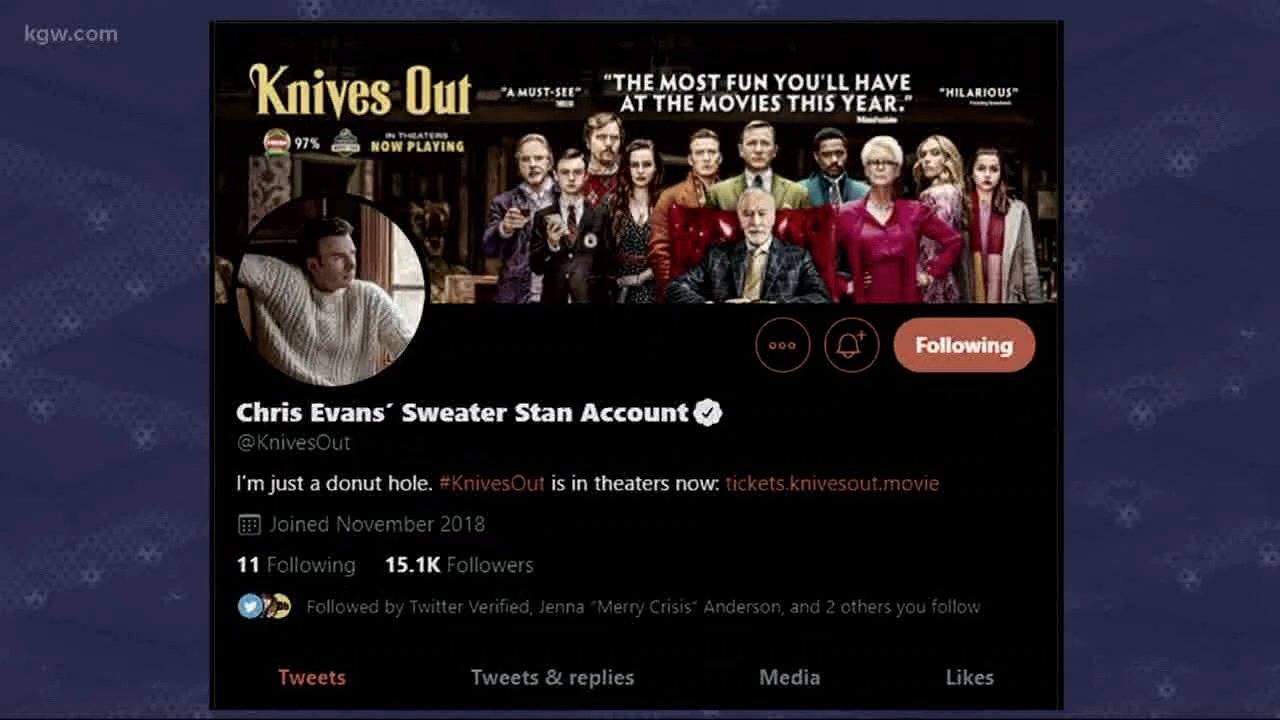 kgw.com
Knives Out
"A MUST-SEE"
"THE MOST FUN YOU'LL HAVE
AT THE MOVIES THIS YEAR."
"HILARIOUS"
97%
IN THEATERS
NOW PLAYING
Following
Chris Evans´ Sweater Stan Account
@KnivesOut
I'm just a donut hole. #KnivesOut is in theaters now: tickets.knivesout.movie
Joined November 2018
11 Following 15.1K Followers
Followed by Twitter Verified, Jenna "Merry Crisis" Anderson, and 2 others you follow
Tweets Tweets & replies Media Likes